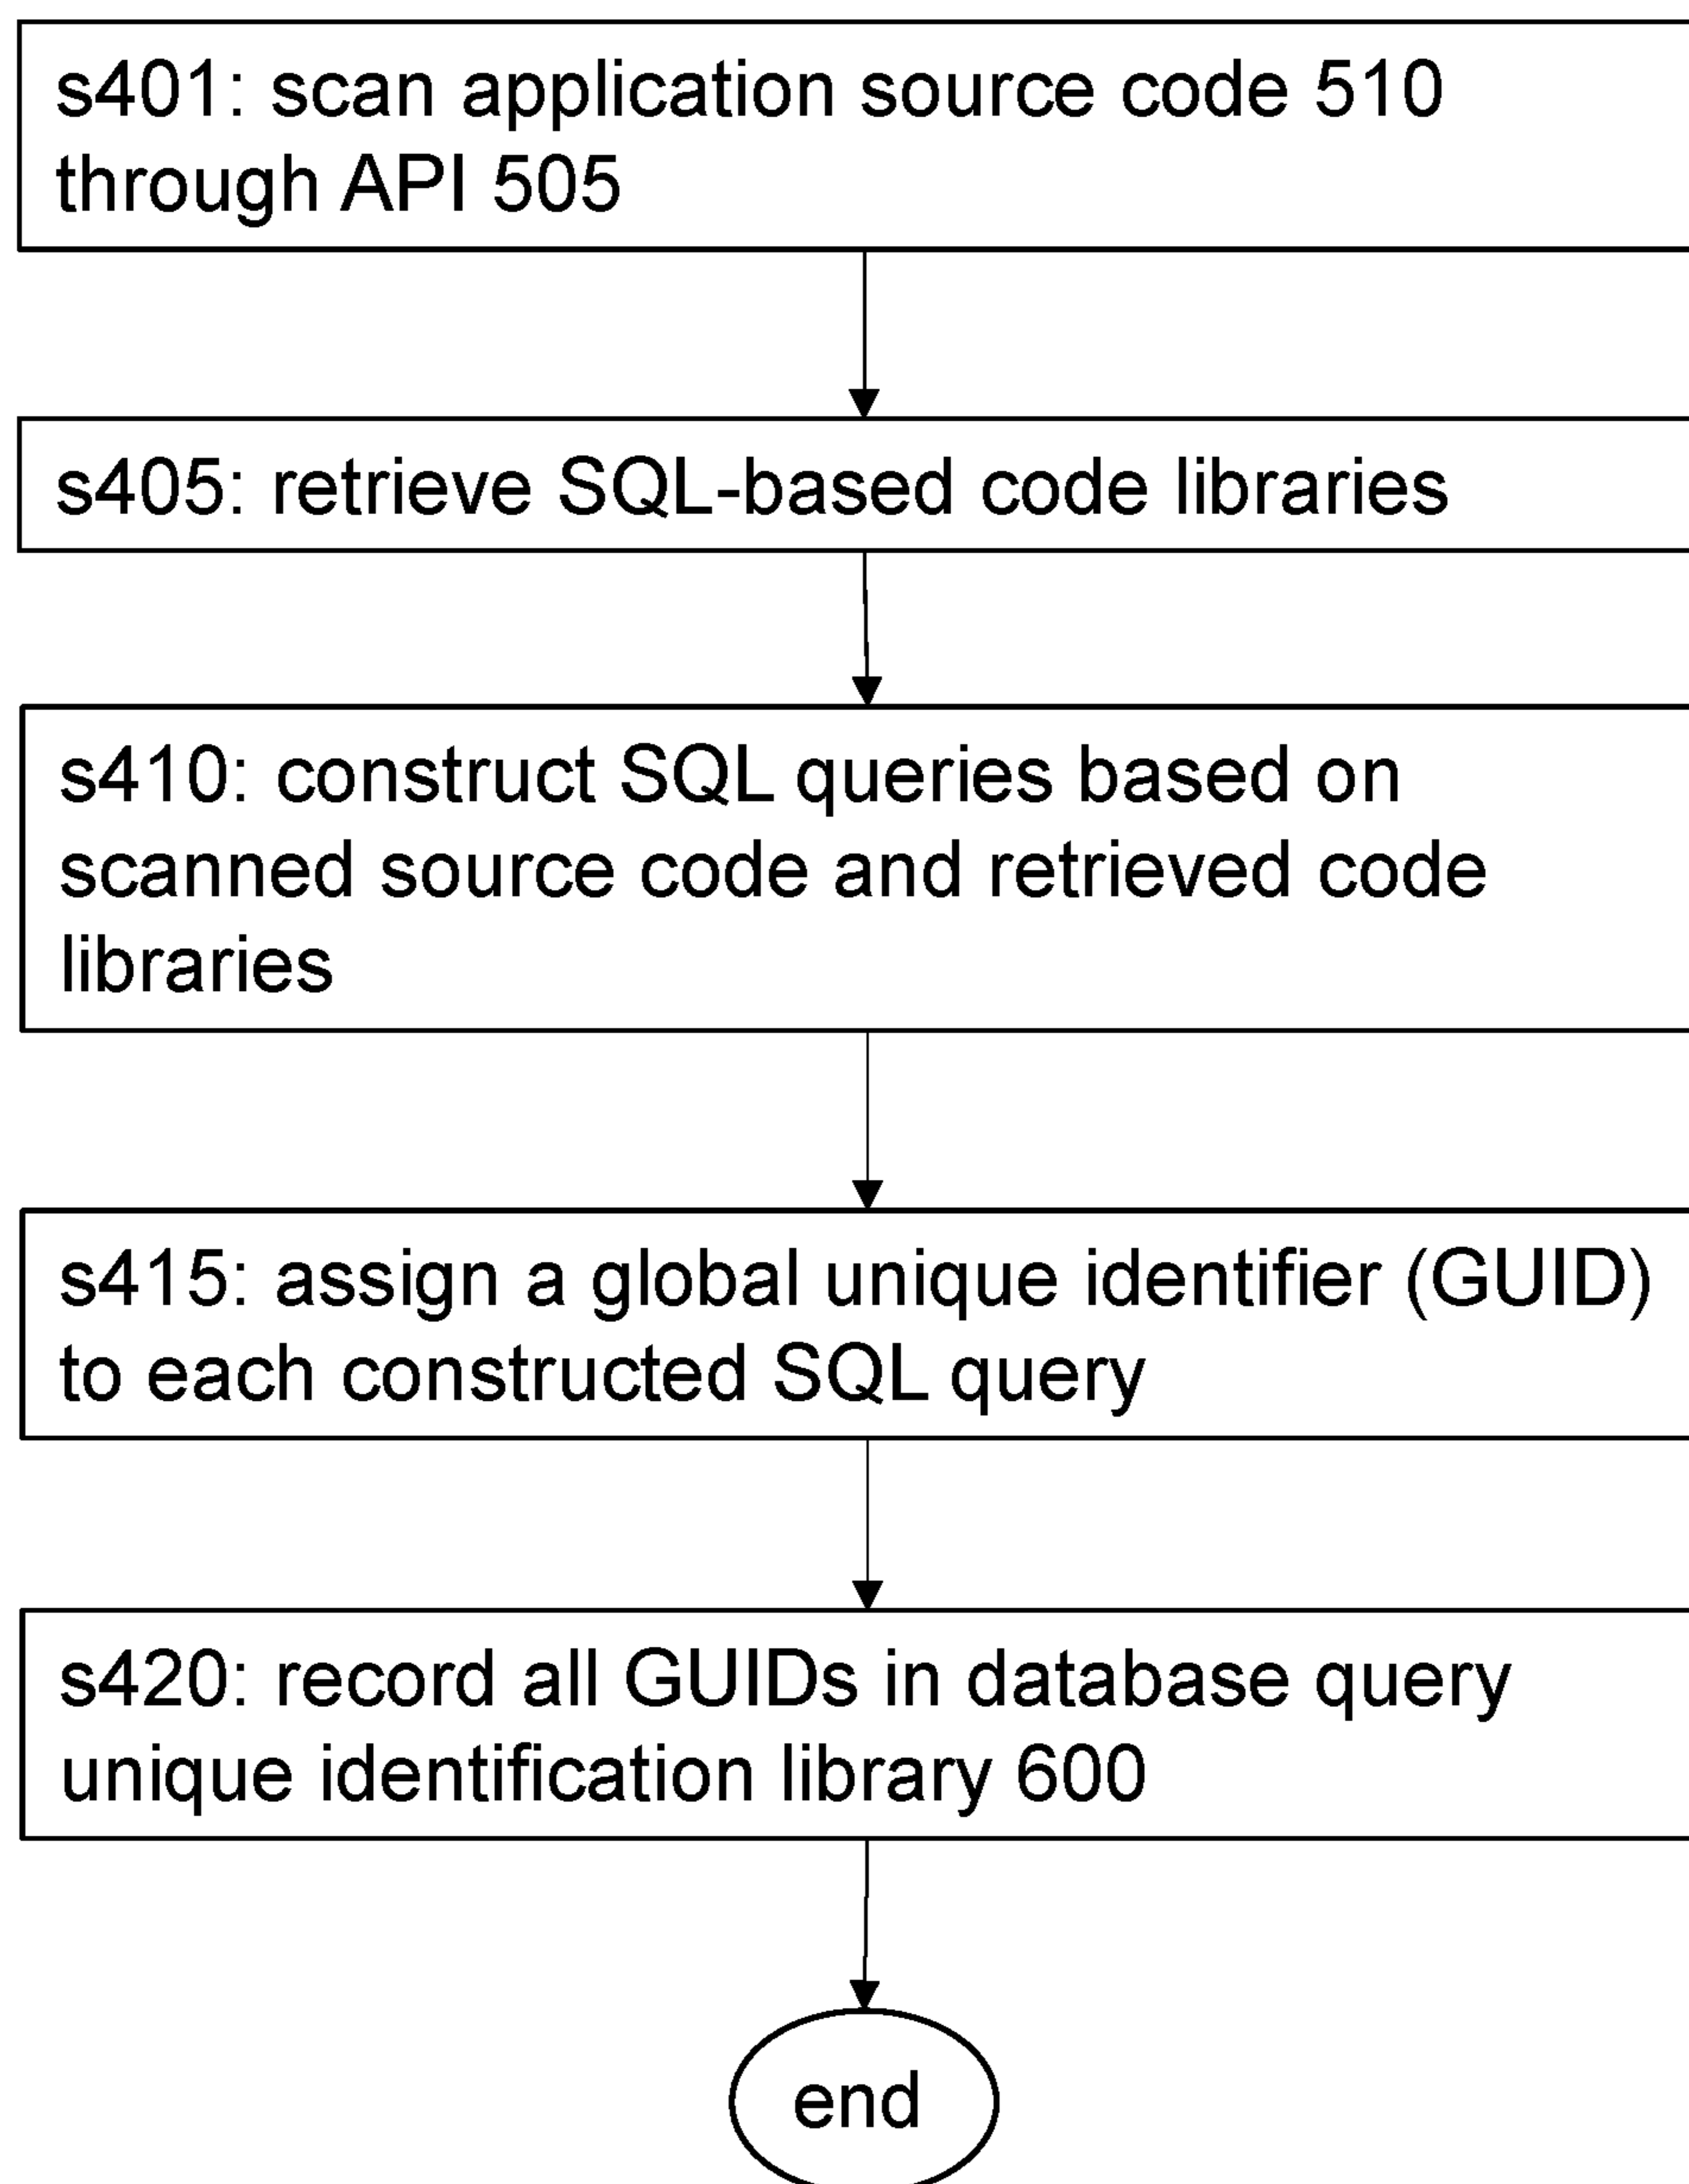 s401: scan application source code 510
through API 505
s405: retrieve SQL-based code libraries
s410: construct SQL queries based on
scanned source code and retrieved code
libraries
s415: assign a global unique identifier (GUID)
to each constructed SQL query
s420: record all GUIDs in database query
unique identification library 600
end